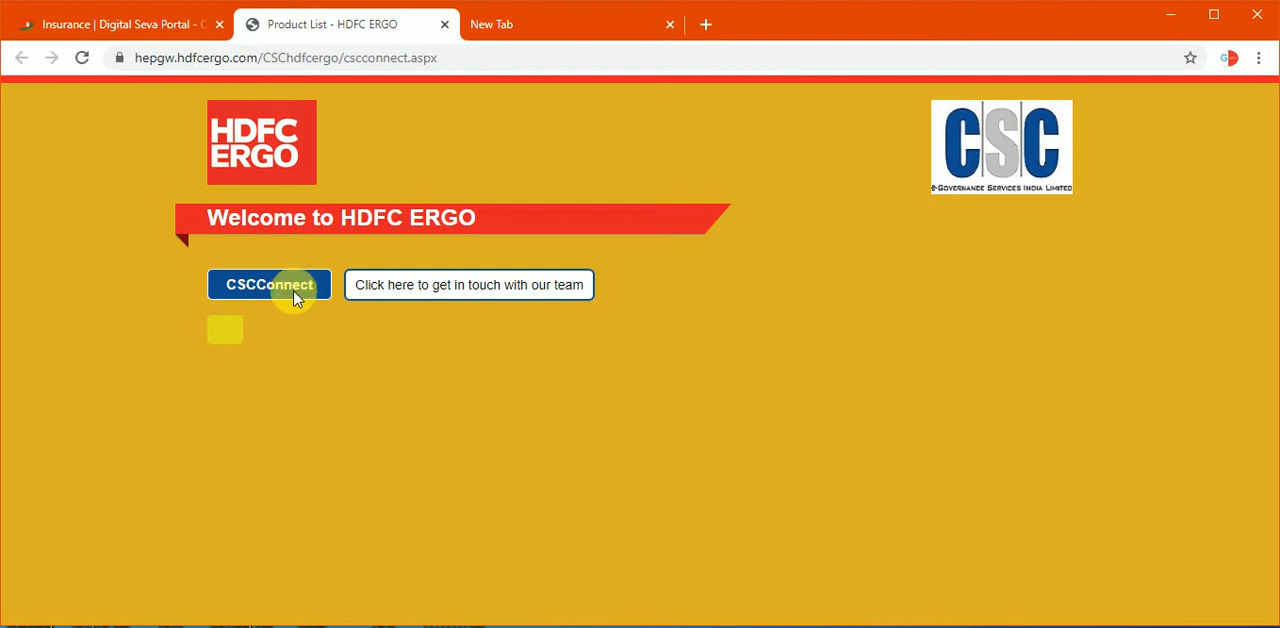 Insurance | Digital Seva Portal - C
Product List - HDFC ERGO
New Tab
hepgw.hdfcergo.com/CSChdfcergo/cscconnect.aspx
HDFC
ERGO
CSC
e-Governance Services India Limited
Welcome to HDFC ERGO
CSCConnect
Click here to get in touch with our team